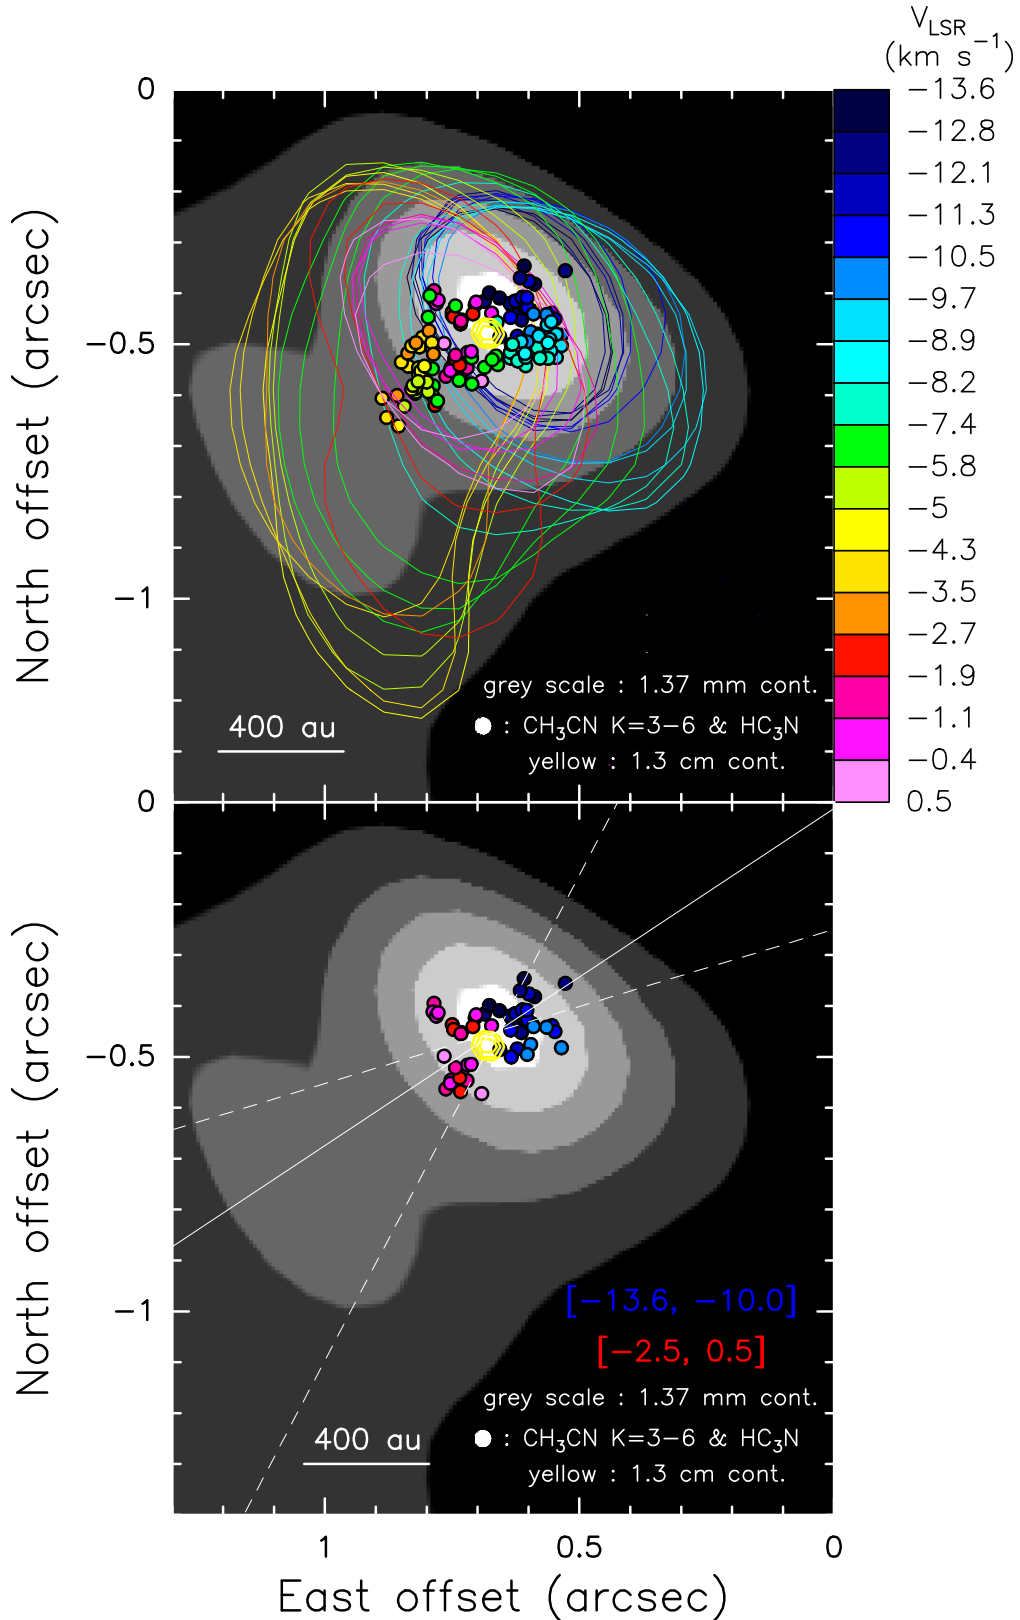 V_LSR
(km s⁻¹)
0
−13.6
−12.8
−12.1
−11.3
−10.5
−9.7
−8.9
−8.2
−7.4
−5.8
−5
−4.3
−3.5
−2.7
−1.9
−1.1
−0.4
0.5
North offset (arcsec)
−0.5
−1
grey scale : 1.37 mm cont.
400 au
: CH₃CN K=3−6 & HC₃N
yellow : 1.3 cm cont.
0
North offset (arcsec)
−0.5
−1
[−13.6, −10.0]
[−2.5, 0.5]
grey scale : 1.37 mm cont.
400 au
: CH₃CN K=3−6 & HC₃N
yellow : 1.3 cm cont.
1
0.5
0
East offset (arcsec)